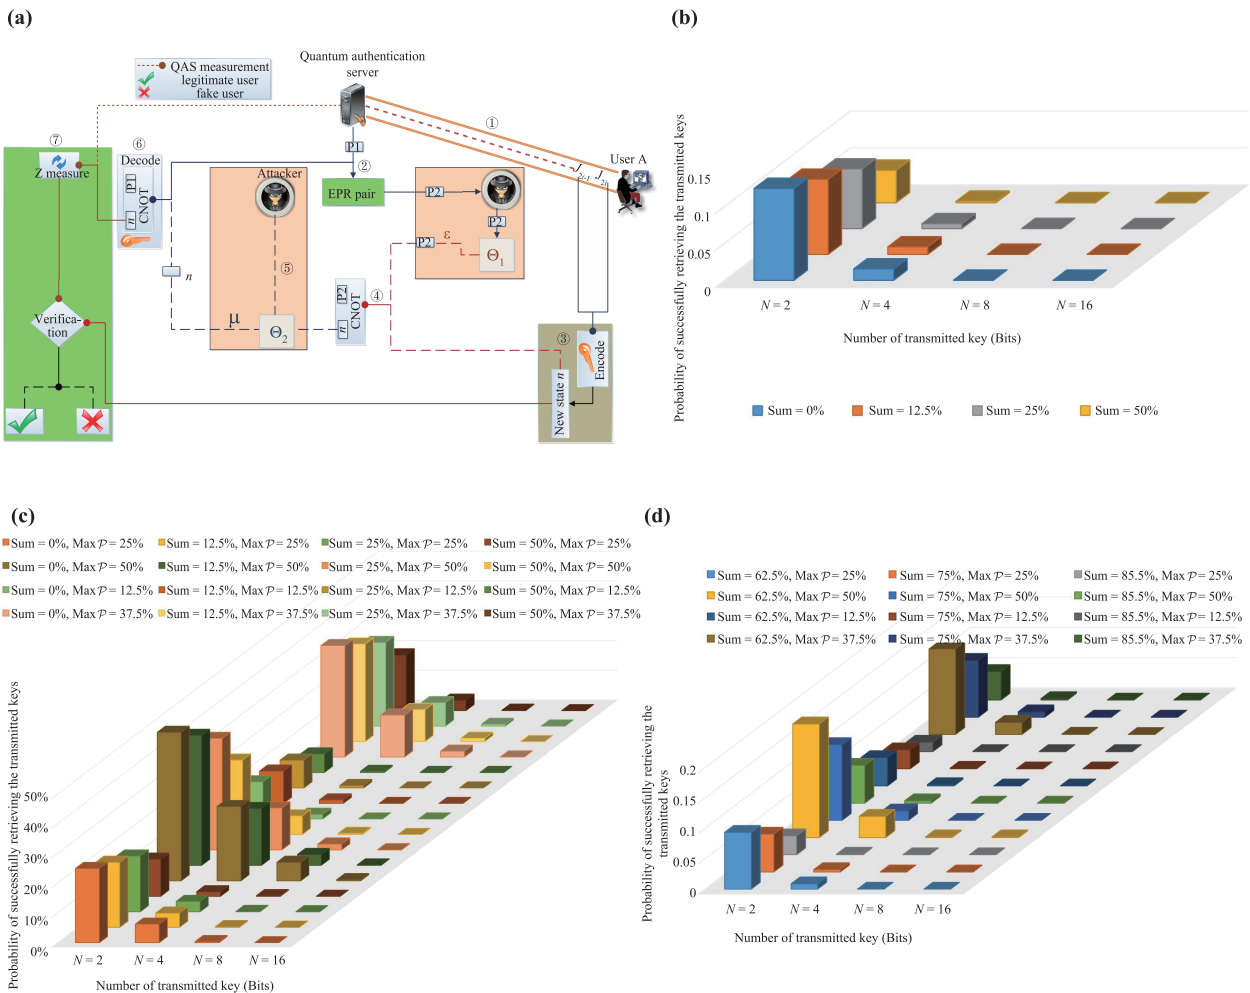 (a)
Quantum authentication
server
QAS measurement
legitimate user
fake user
①
User A
J2i-1 J2i
⑦
Z measure
⑥
Decode
P1
CNOT
n
P1
②
EPR pair
P2
Attacker
P2
P2
ε
Θ1
⑤
n
μ
Θ2
P2
n
CNOT
④
Verifica-
tion
③
Encode
New state n
(b)
Probability of successfully retrieving the transmitted keys
0.15
0.1
0.05
0
N = 2
N = 4
N = 8
N = 16
Number of transmitted key (Bits)
Sum = 0%
Sum = 12.5%
Sum = 25%
Sum = 50%
(c)
Sum = 0%, Max P = 25%
Sum = 12.5%, Max P = 25%
Sum = 25%, Max P = 25%
Sum = 50%, Max P = 25%
Sum = 0%, Max P = 50%
Sum = 12.5%, Max P = 50%
Sum = 25%, Max P = 50%
Sum = 50%, Max P = 50%
Sum = 0%, Max P = 12.5%
Sum = 12.5%, Max P = 12.5%
Sum = 25%, Max P = 12.5%
Sum = 50%, Max P = 12.5%
Sum = 0%, Max P = 37.5%
Sum = 12.5%, Max P = 37.5%
Sum = 25%, Max P = 37.5%
Sum = 50%, Max P = 37.5%
Probability of successfully retrieving the transmitted keys
50%
40%
30%
20%
10%
0%
N = 2
N = 4
N = 8
N = 16
Number of transmitted key (Bits)
(d)
Sum = 62.5%, Max P = 25%
Sum = 75%, Max P = 25%
Sum = 85.5%, Max P = 25%
Sum = 62.5%, Max P = 50%
Sum = 75%, Max P = 50%
Sum = 85.5%, Max P = 50%
Sum = 62.5%, Max P = 12.5%
Sum = 75%, Max P = 12.5%
Sum = 85.5%, Max P = 12.5%
Sum = 62.5%, Max P = 37.5%
Sum = 75%, Max P = 37.5%
Sum = 85.5%, Max P = 37.5%
Probability of successfully retrieving the
transmitted keys
0.2
0.15
0.1
0.05
0
N = 2
N = 4
N = 8
N = 16
Number of transmitted key (Bits)